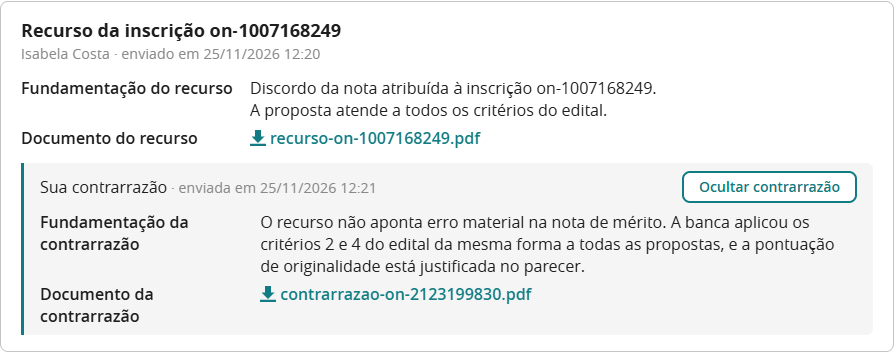 Recurso da inscrição on-1007168249
Isabela Costa · enviado em 25/11/2026 12:20
Fundamentação do recurso
Discordo da nota atribuída à inscrição on-1007168249.
A proposta atende a todos os critérios do edital.
Documento do recurso
recurso-on-1007168249.pdf
Sua contrarrazão · enviada em 25/11/2026 12:21
Ocultar contrarrazão
Fundamentação da
contrarrazão
O recurso não aponta erro material na nota de mérito. A banca aplicou os
critérios 2 e 4 do edital da mesma forma a todas as propostas, e a pontuação
de originalidade está justificada no parecer.
Documento da
contrarrazão
contrarrazao-on-2123199830.pdf